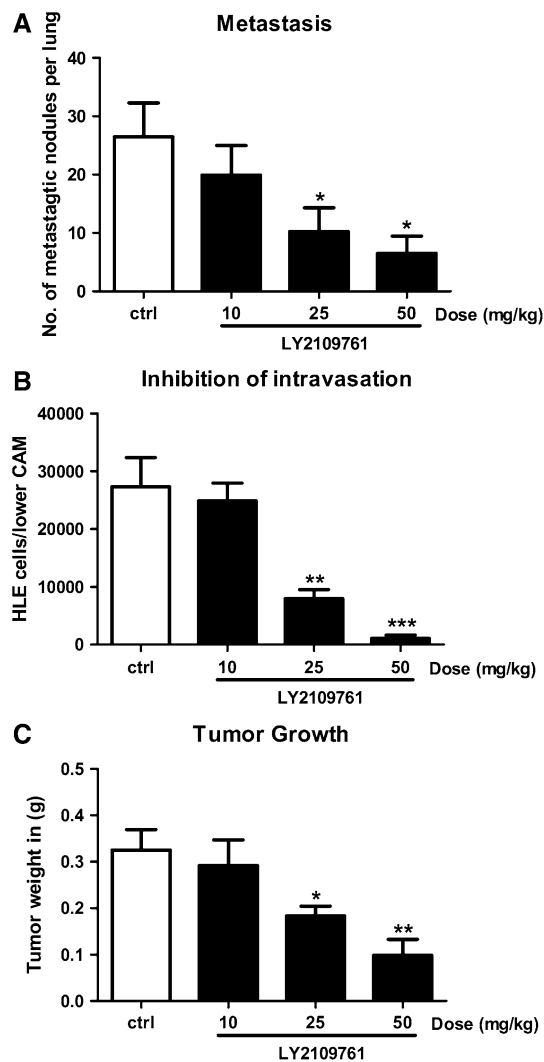 A
Metastasis
No. of metastagtic nodules per lung
40
30
20
10
0
*
*
ctrl 10 25 50 Dose (mg/kg)
LY2109761
B
Inhibition of intravasation
HLE cells/lower CAM
40000
30000
20000
10000
0
**
***
ctrl 10 25 50 Dose (mg/kg)
LY2109761
C
Tumor Growth
Tumor weight in (g)
0.5
0.4
0.3
0.2
0.1
0.0
*
**
ctrl 10 25 50 Dose (mg/kg)
LY2109761